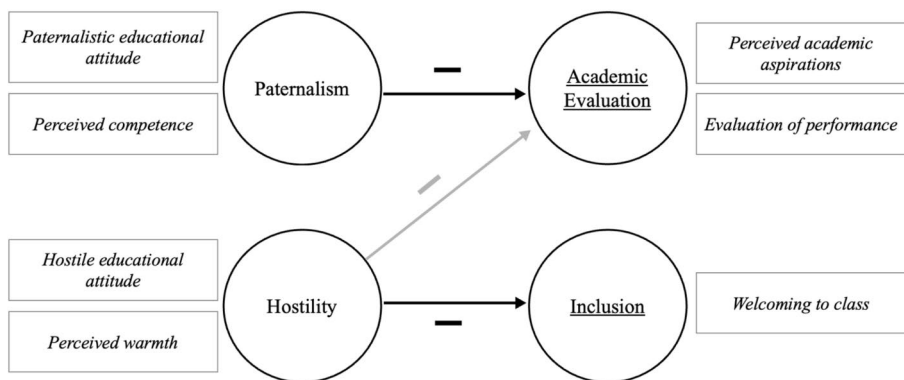 Paternalistic educational
attitude
Perceived competence
Paternalism
Academic
Evaluation
Perceived academic
aspirations
Evaluation of performance
Hostile educational
attitude
Perceived warmth
Hostility
Inclusion
Welcoming to class